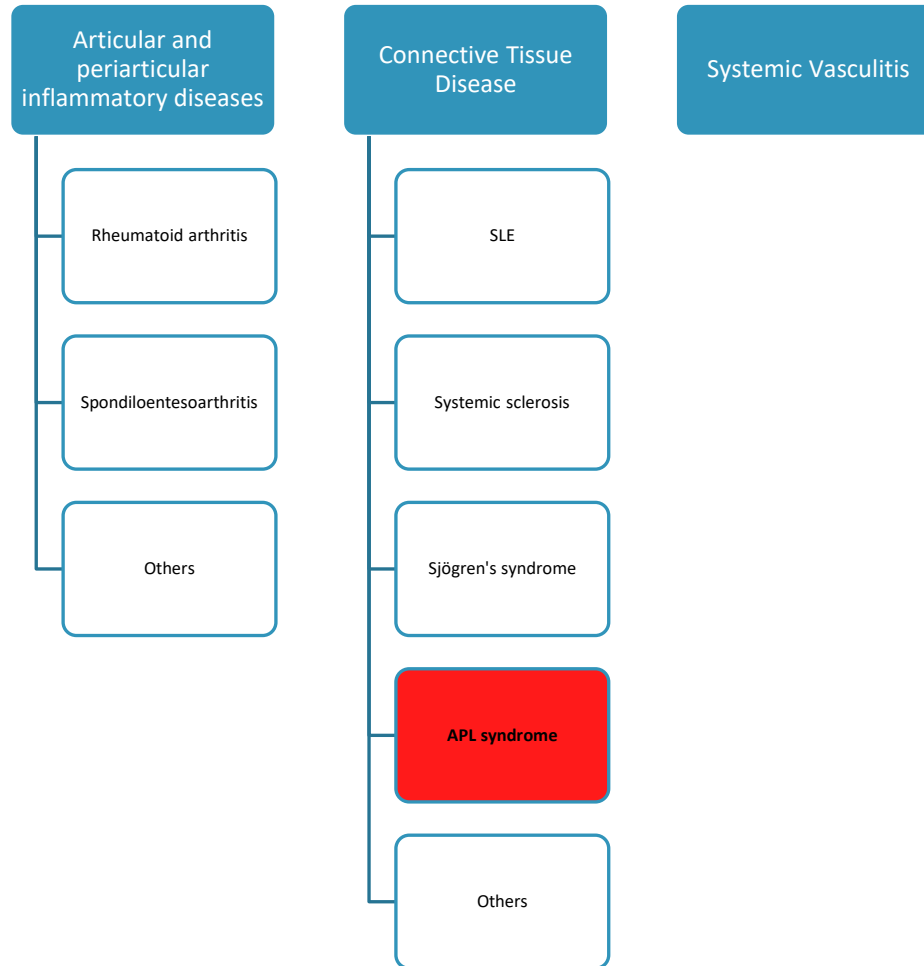 Articular and
periarticular
inflammatory diseases
Rheumatoid arthritis
Spondiloentesoarthritis
Others
Connective Tissue
Disease
SLE
Systemic sclerosis
Sjögren's syndrome
APL syndrome
Others
Systemic Vasculitis